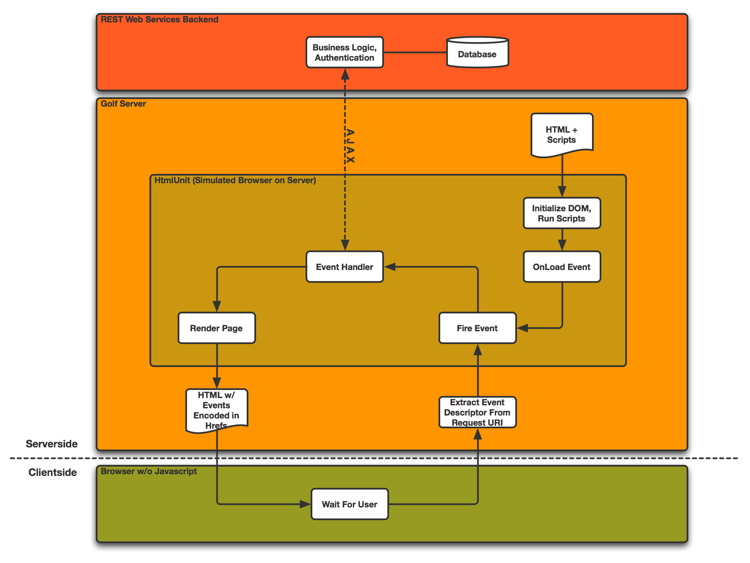 REST Web Services Backend
Business Logic,
Authentication
Database
Golf Server
AJAX
HTML +
Scripts
HtmlUnit (Simulated Browser on Server)
Initialize DOM,
Run Scripts
Event Handler
OnLoad Event
Render Page
Fire Event
HTML w/
Events
Encoded in
Hrefs
Extract Event
Descriptor From
Request URI
Serverside
Clientside
Browser w/o Javascript
Wait For User